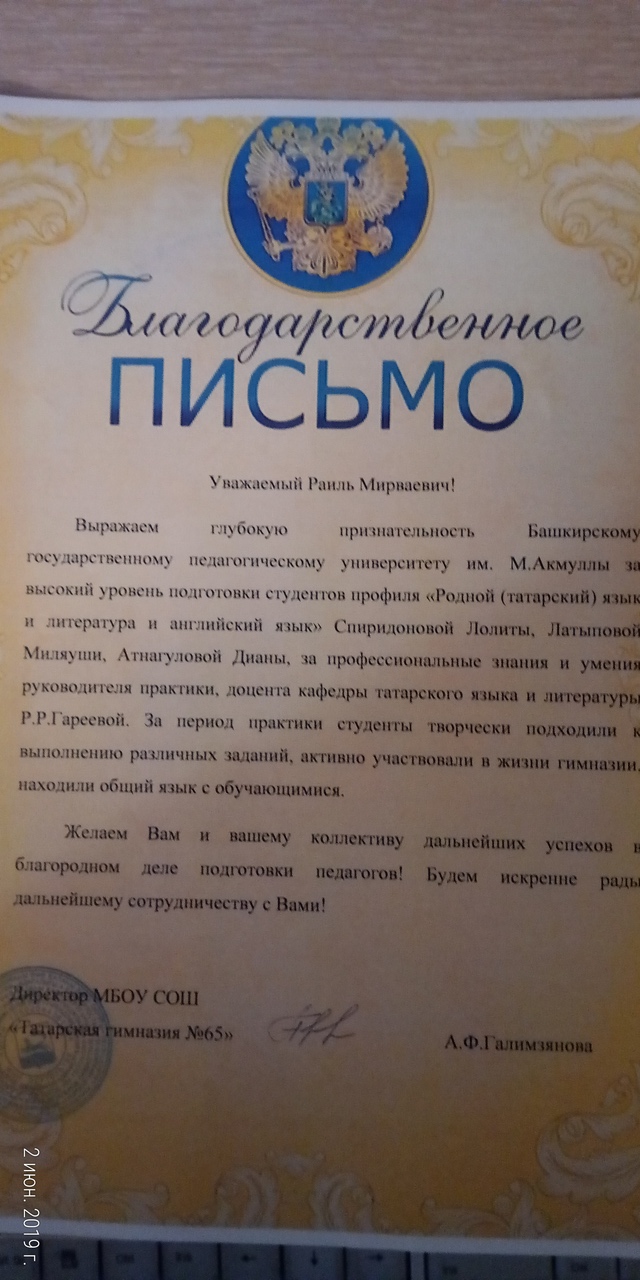 Благодарственное
ПИСЬМО
Уважаемый Раиль Мирваевич!
Выражаем глубокую признательность Башкирскому
государственному педагогическому университету им. М.Акмуллы за
высокий уровень подготовки студентов профиля «Родной (татарский) язык
и литература и английский язык» Спиридоновой Лолиты, Латыповой
Миляуши, Атнагуловой Дианы, за профессиональные знания и умения
руководителя практики, доцента кафедры татарского языка и литературы
Р.Р.Гареевой. За период практики студенты творчески подходили к
выполнению различных заданий, активно участвовали в жизни гимназии,
находили общий язык с обучающимися.
Желаем Вам и вашему коллективу дальнейших успехов в
благородном деле подготовки педагогов! Будем искренне рады
дальнейшему сотрудничеству с Вами!
Директор МБОУ СОШ
«Татарская гимназия №65»
А.Ф.Галимзянова
2 июн. 2019 г.